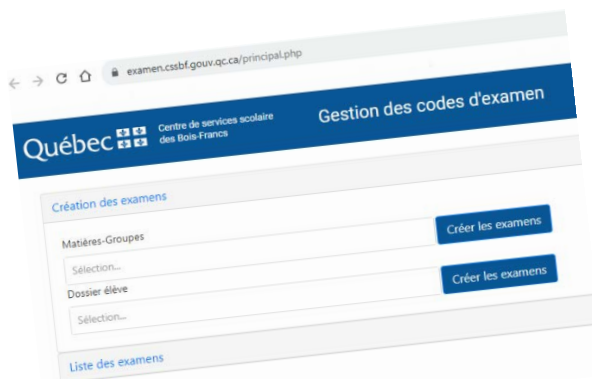 examen.cssbf.gouv.qc.ca/principal.php
Québec
Centre de services scolaire
des Bois-Francs
Gestion des codes d'examen
Création des examens
Matières-Groupes
Sélection...
Créer les examens
Dossier élève
Sélection...
Créer les examens
Liste des examens